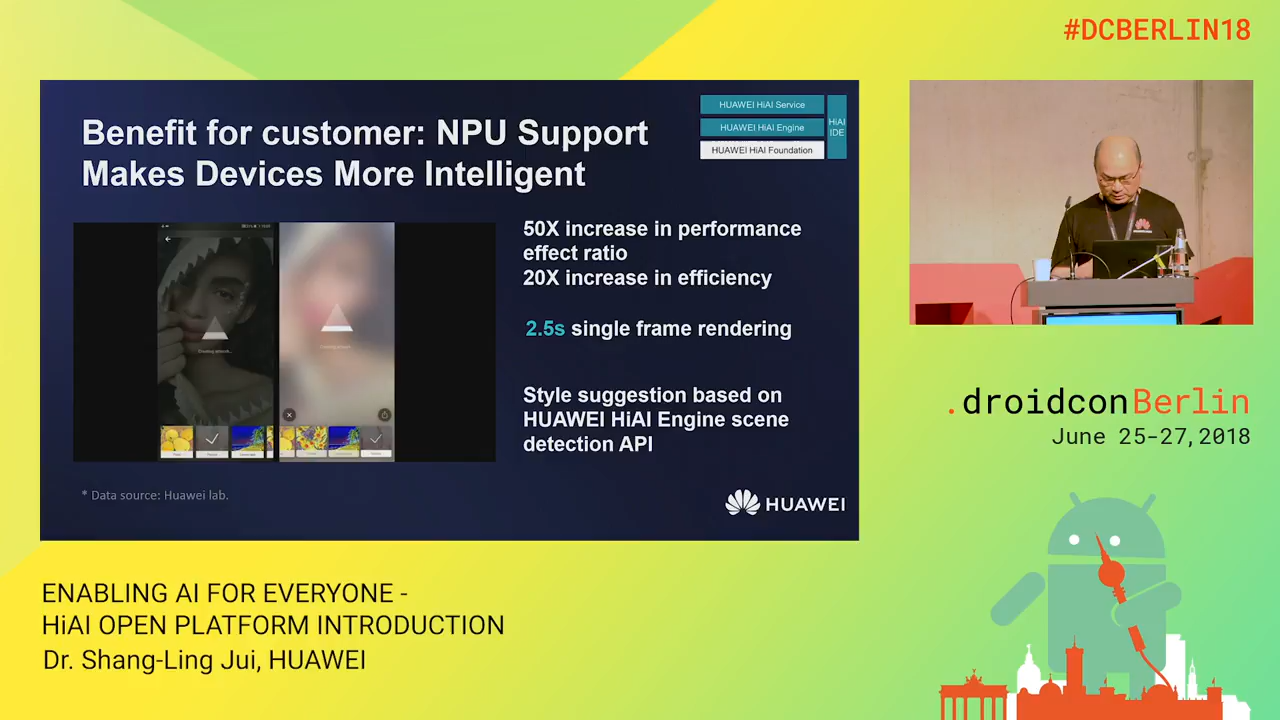 #DCBERLIN18
Benefit for customer: NPU Support
Makes Devices More Intelligent
HUAWEI HiAI Service
HUAWEI HiAI Engine
HUAWEI HiAI Foundation
HiAI
IDE
50X increase in performance
effect ratio
20X increase in efficiency
2.5s single frame rendering
Style suggestion based on
HUAWEI HiAI Engine scene
detection API
* Data source: Huawei lab.
HUAWEI
.droidconBerlin
June 25-27,2018
ENABLING AI FOR EVERYONE -
HiAI OPEN PLATFORM INTRODUCTION
Dr. Shang-Ling Jui, HUAWEI